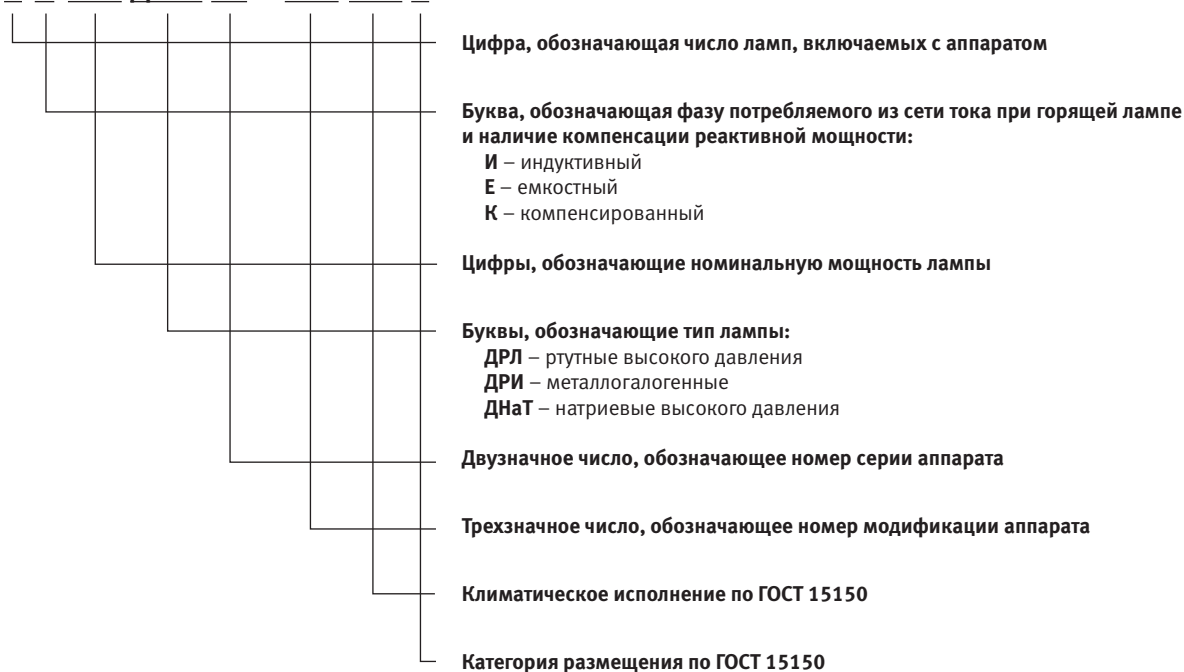 Цифра, обозначающая число ламп, включаемых с аппаратом
Буква, обозначающая фазу потребляемого из сети тока при горящей лампе
и наличие компенсации реактивной мощности:
И – индуктивный
Е – емкостный
К – компенсированный
Цифры, обозначающие номинальную мощность лампы
Буквы, обозначающие тип лампы:
ДРЛ – ртутные высокого давления
ДРИ – металлогалогенные
ДНаТ – натриевые высокого давления
Двузначное число, обозначающее номер серии аппарата
Трехзначное число, обозначающее номер модификации аппарата
Климатическое исполнение по ГОСТ 15150
Категория размещения по ГОСТ 15150